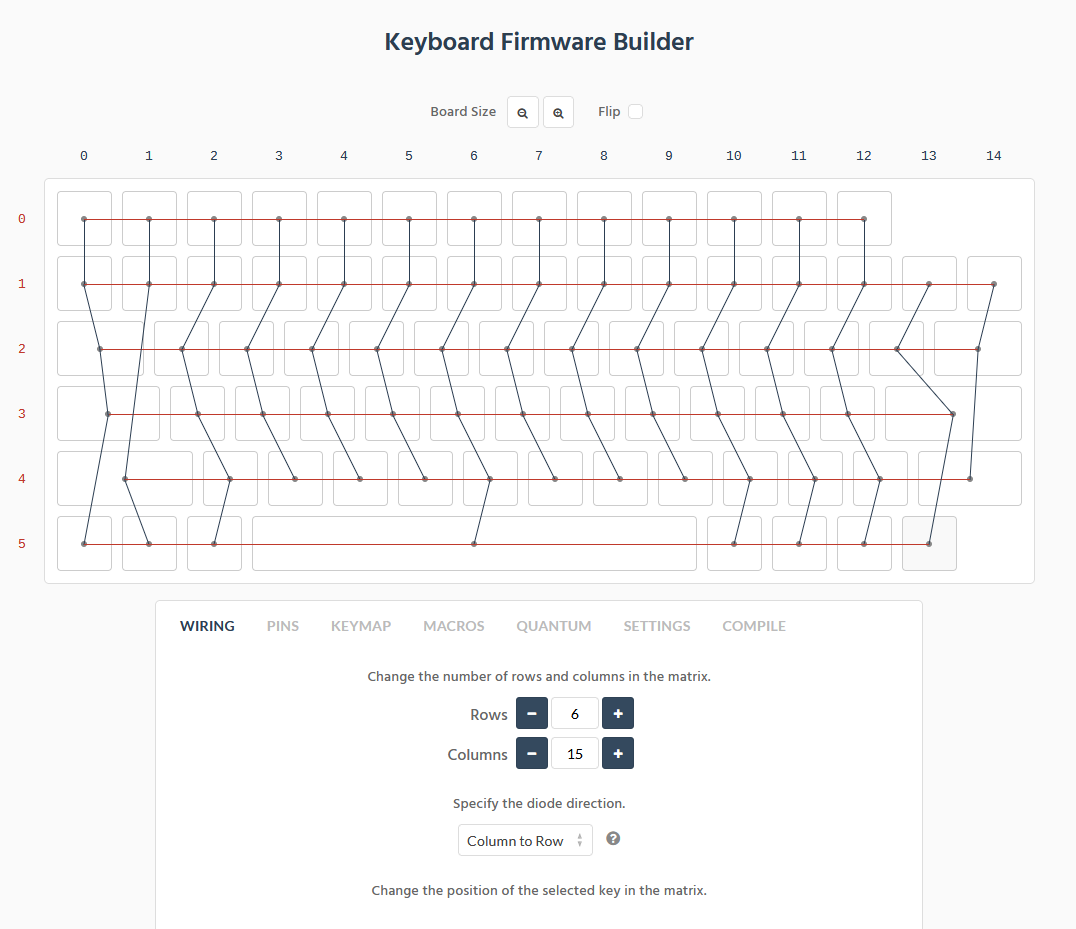 Keyboard Firmware Builder
Board Size Flip
0 1 2 3 4 5 6 7 8 9 10 11 12 13 14
0
1
2
3
4
5
WIRING PINS KEYMAP MACROS QUANTUM SETTINGS COMPILE
Change the number of rows and columns in the matrix.
Rows − 6 +
Columns − 15 +
Specify the diode direction.
Column to Row ?
Change the position of the selected key in the matrix.